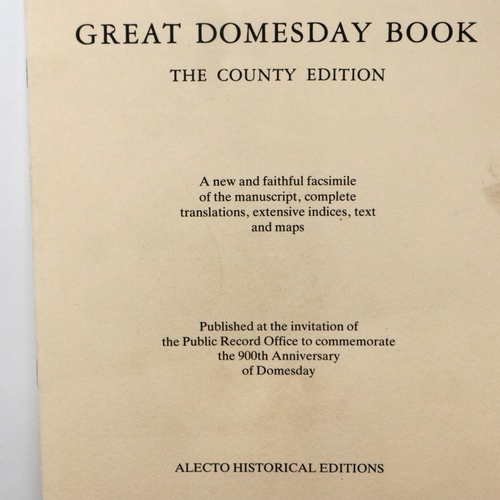 GREAT DOMESDAY BOOK
THE COUNTY EDITION
A new and faithful facsimile
of the manuscript, complete
translations, extensive indices, text
and maps
Published at the invitation of
the Public Record Office to commemorate
the 900th Anniversary
of Domesday
ALECTO HISTORICAL EDITIONS